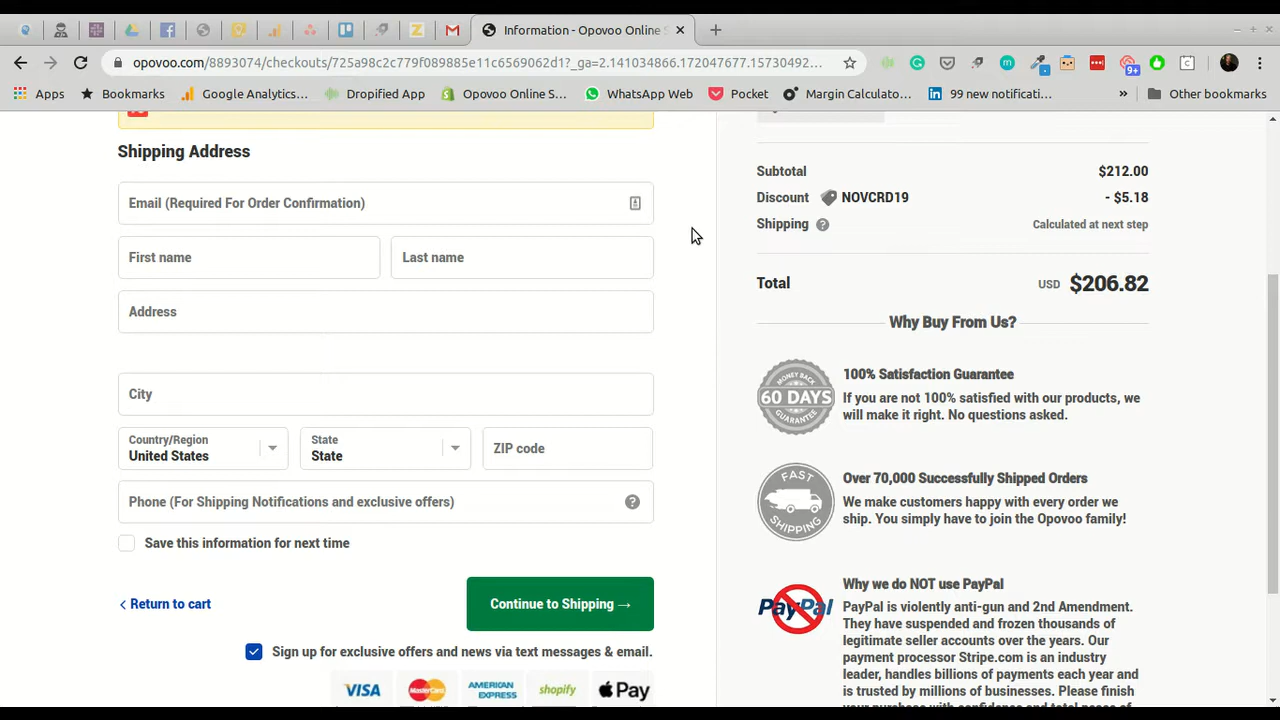 Information - Opovoo Online S
opovoo.com/8893074/checkouts/725a98c2c779f089885e11c6569062d1?_ga=2.141034866.172047677.15730492...
Apps
Bookmarks
Google Analytics...
Dropified App
Opovoo Online S...
WhatsApp Web
Pocket
Margin Calculato...
99 new notificati...
»
Other bookmarks
9+
Shipping Address
Email (Required For Order Confirmation)
First name
Last name
Address
City
Country/Region
United States
State
State
ZIP code
Phone (For Shipping Notifications and exclusive offers)
Save this information for next time
Return to cart
Continue to Shipping →
Sign up for exclusive offers and news via text messages & email.
VISA
MasterCard
AMERICAN EXPRESS
shopify
Apple Pay
Subtotal
$212.00
Discount
NOVCRD19
- $5.18
Shipping
Calculated at next step
Total
USD $206.82
Why Buy From Us?
MONEY BACK
60 DAYS
GUARANTEE
100% Satisfaction Guarantee
If you are not 100% satisfied with our products, we
will make it right. No questions asked.
FAST
SHIPPING
Over 70,000 Successfully Shipped Orders
We make customers happy with every order we
ship. You simply have to join the Opovoo family!
PayPal
Why we do NOT use PayPal
PayPal is violently anti-gun and 2nd Amendment.
They have suspended and frozen thousands of
legitimate seller accounts over the years. Our
payment processor Stripe.com is an industry
leader, handles billions of payments each year and
is trusted by millions of businesses. Please finish